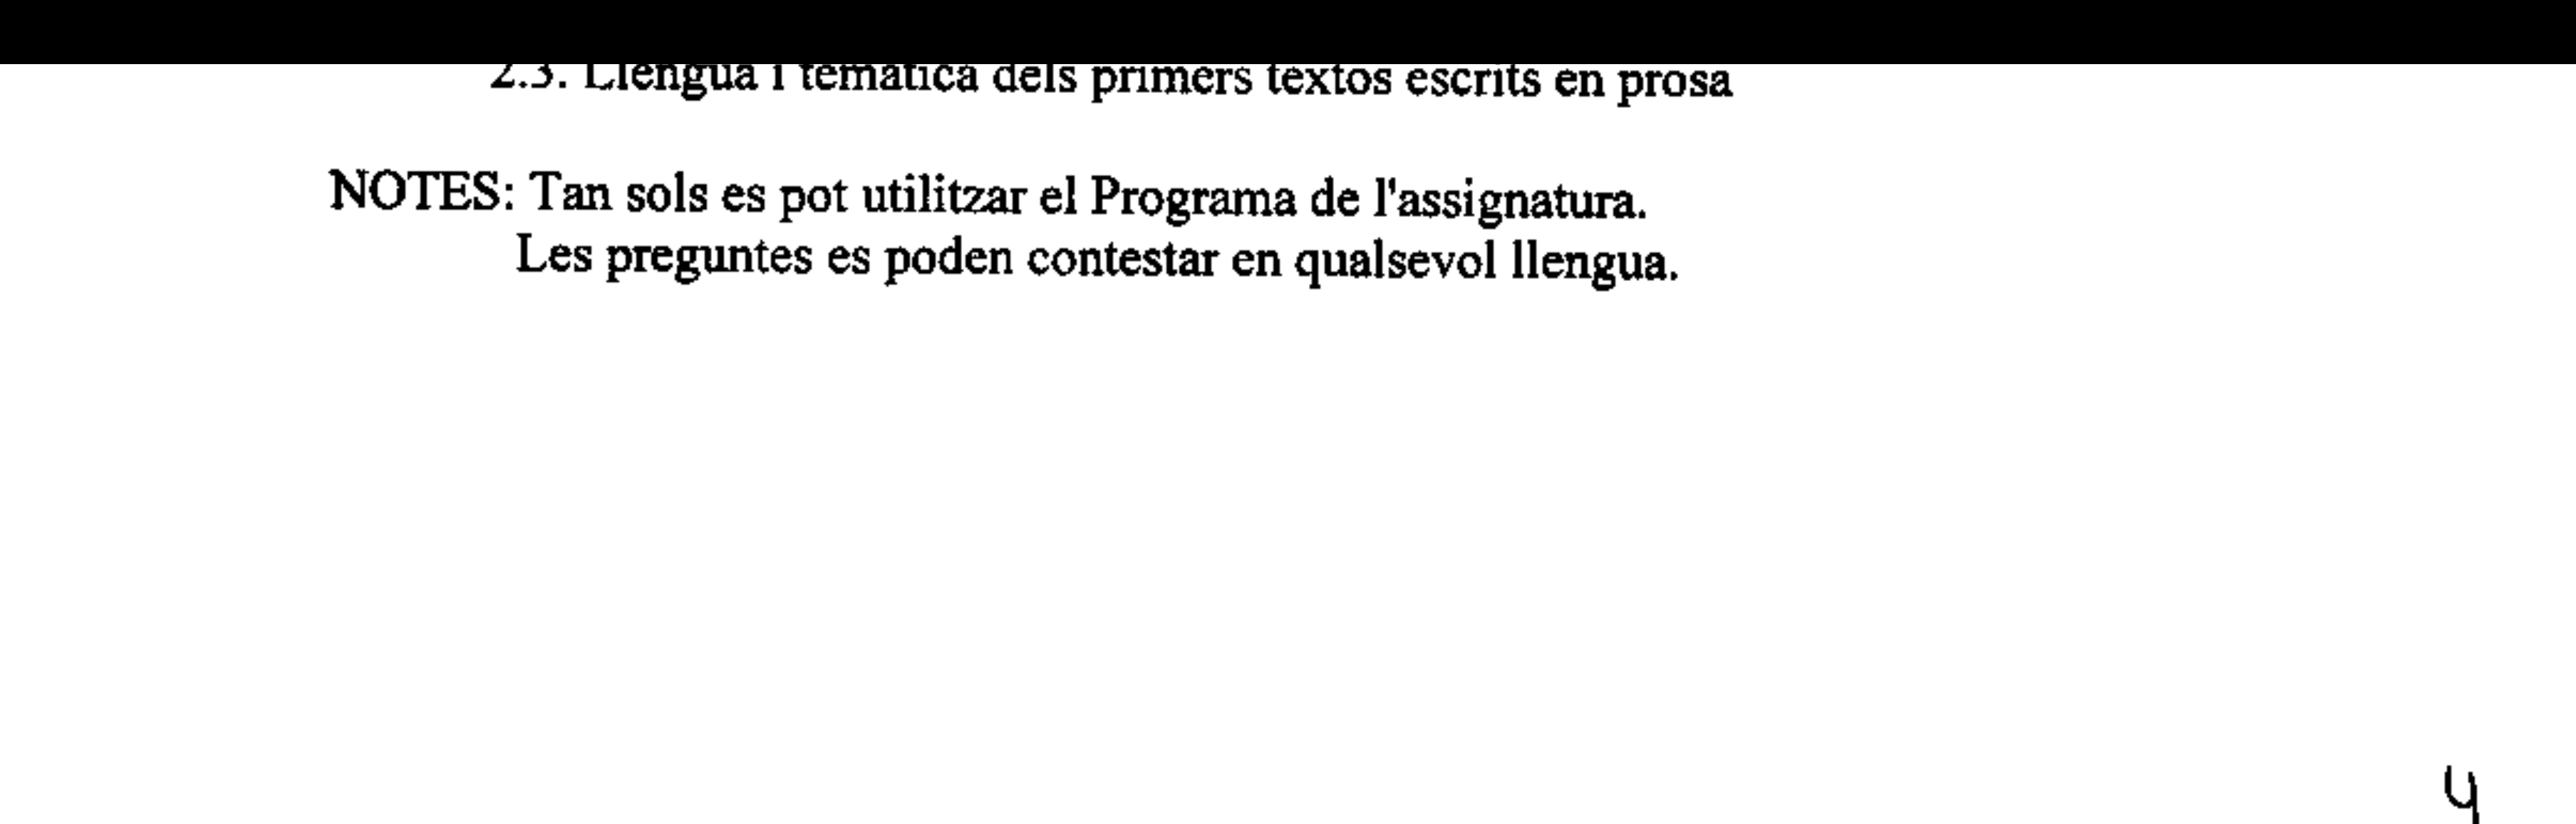 2.3. Llengua i temàtica dels primers textos escrits en prosa
NOTES: Tan sols es pot utilitzar el Programa de l'assignatura.
Les preguntes es poden contestar en qualsevol llengua.
4